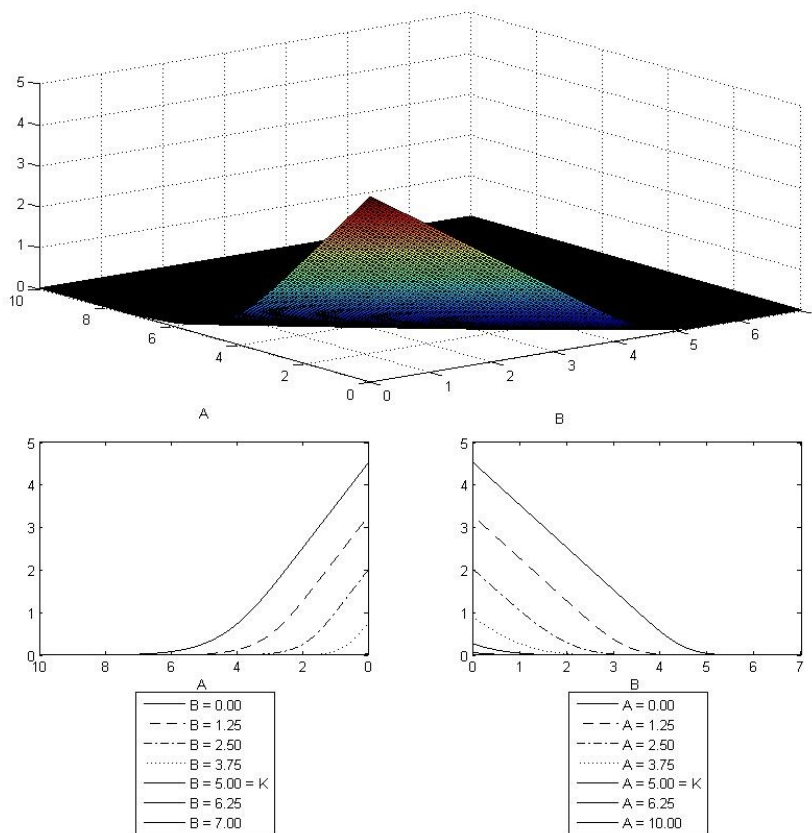 5
4
3
2
1
0
10
8
6
4
2
0
0
1
2
3
4
5
6
A
B
5
4
3
2
1
0
10
8
6
4
2
0
A
5
4
3
2
1
0
0
1
2
3
4
5
6
7
B
B = 0.00
B = 1.25
B = 2.50
B = 3.75
B = 5.00 = K
B = 6.25
B = 7.00
A = 0.00
A = 1.25
A = 2.50
A = 3.75
A = 5.00 = K
A = 6.25
A = 10.00